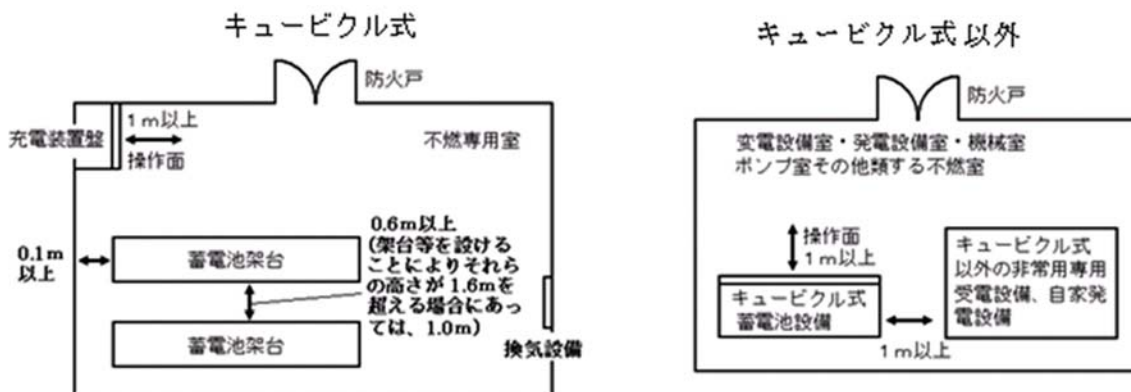 キュービクル式
防火戸
充電装置盤
1m以上
操作面
不燃専用室
0.1m
以上
蓄電池架台
0.6m以上
(架台等を設ける
ことによりそれら
の高さが1.6mを
超える場合にあっ
ては、1.0m)
蓄電池架台
換気設備
キュービクル式以外
防火戸
変電設備室・発電設備室・機械室
ポンプ室その他類する不燃室
操作面
1m以上
キュービクル式
蓄電池設備
1m以上
キュービクル式
以外の非常用専用
受電設備、自家発
電設備